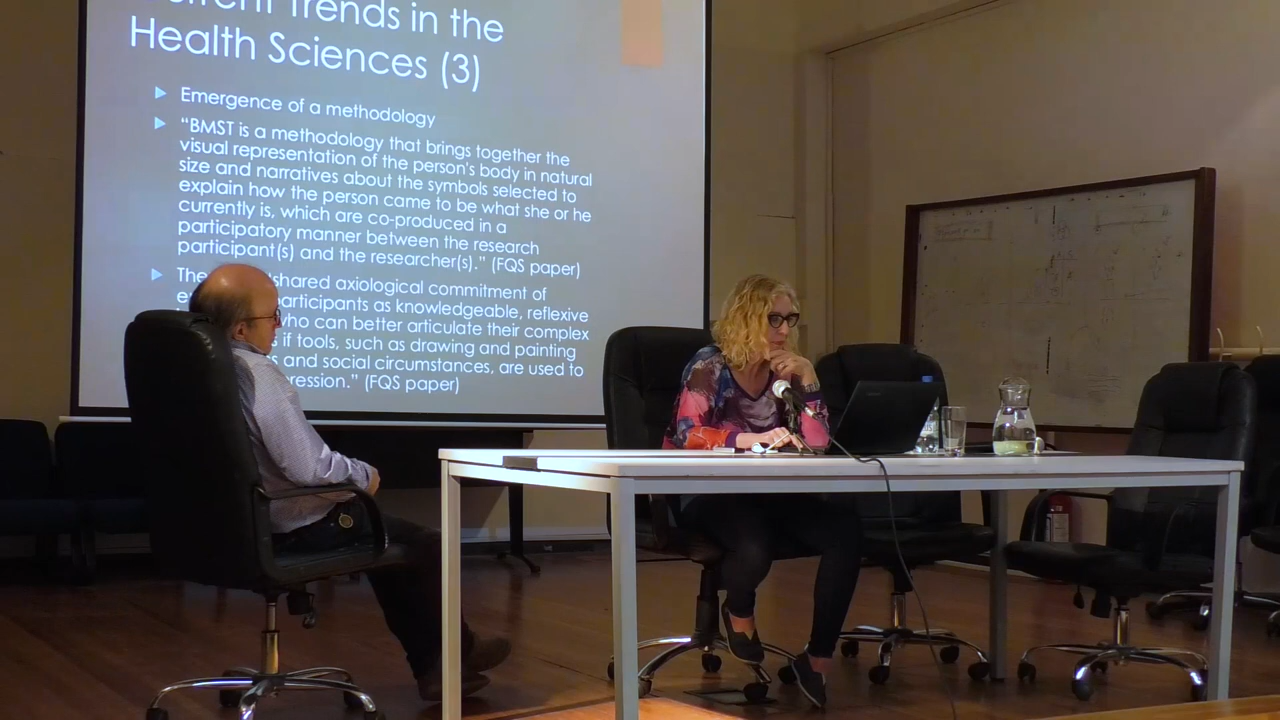 Trends in the
Health Sciences (3)
Emergence of a methodology
"BMST is a methodology that brings together the
visual representation of the person's body in natural
size and narratives about the symbols selected to
explain how the person came to be what she or he
currently is, which are co-produced in a
participatory manner between the research
participant(s) and the researcher(s)." (FQS paper)
shared axiological commitment of
participants as knowledgeable, reflexive
who can better articulate their complex
if tools, such as drawing and painting
and social circumstances, are used to
(FQS paper)